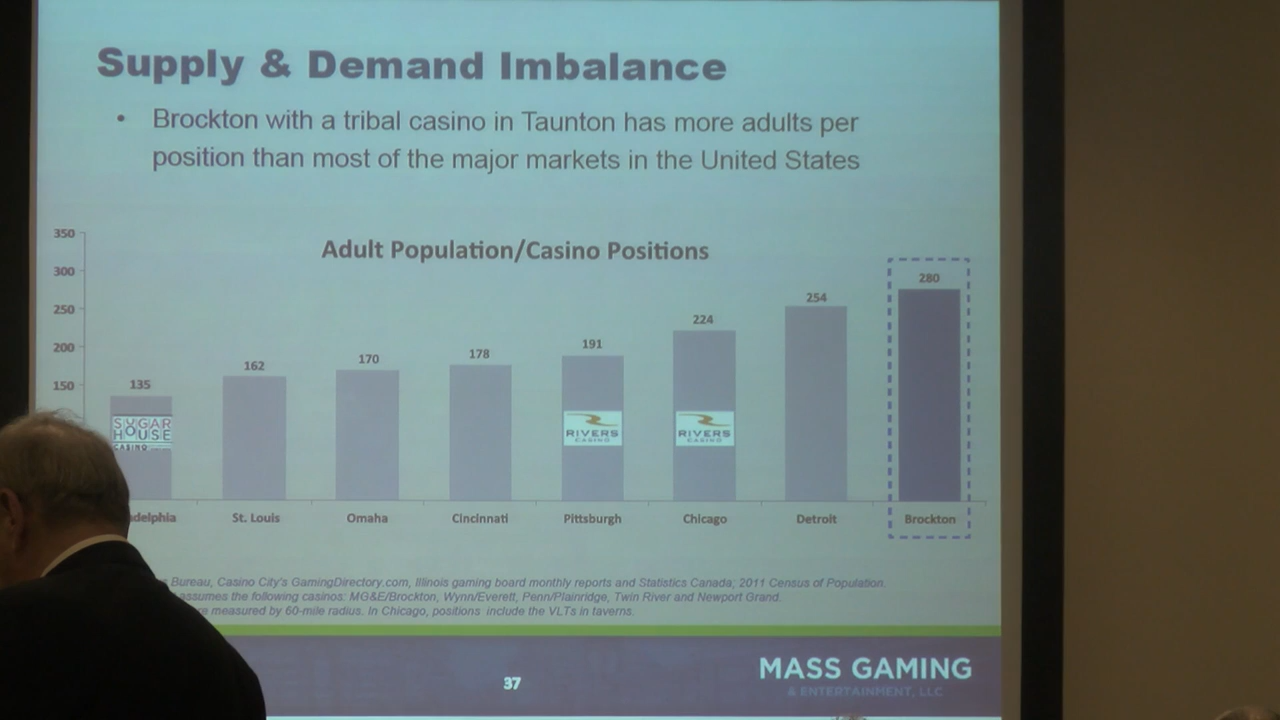 Supply & Demand Imbalance
• Brockton with a tribal casino in Taunton has more adults per
position than most of the major markets in the United States
Adult Population/Casino Positions
350
300
250
200
150
135
162
170
178
191
224
254
280
SUGAR
HOUSE
CASINO
RIVERS
CASINO
RIVERS
CASINO
adelphia St. Louis Omaha Cincinnati Pittsburgh Chicago Detroit Brockton
Bureau, Casino City's GamingDirectory.com, Illinois gaming board monthly reports and Statistics Canada; 2011 Census of Population.
assumes the following casinos: MG&E/Brockton, Wynn/Everett, Penn/Plainridge, Twin River and Newport Grand.
measured by 60-mile radius. In Chicago, positions include the VLTs in taverns.
37
MASS GAMING
& ENTERTAINMENT, LLC